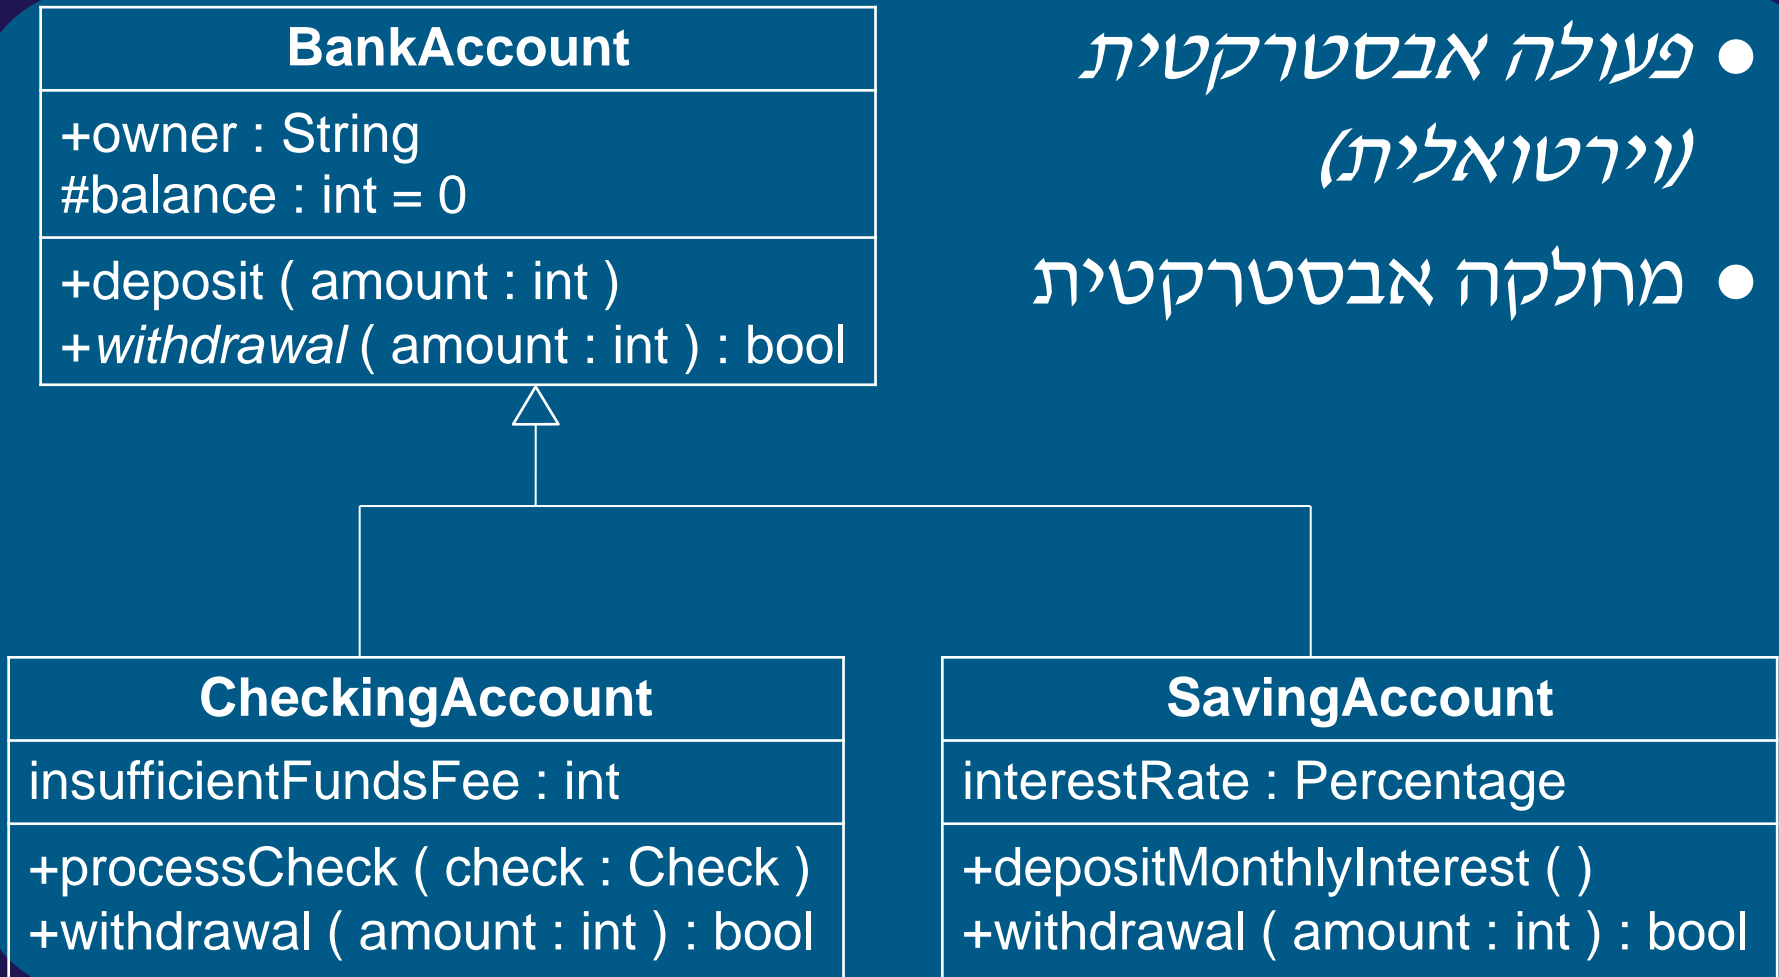 BankAccount
+owner : String
#balance : int = 0
+deposit ( amount : int )
+withdrawal ( amount : int ) : bool
● פעולה אבסטרקטית
(וירטואלית)
● מחלקה אבסטרקטית
CheckingAccount
insufficientFundsFee : int
+processCheck ( check : Check )
+withdrawal ( amount : int ) : bool
SavingAccount
interestRate : Percentage
+depositMonthlyInterest ( )
+withdrawal ( amount : int ) : bool